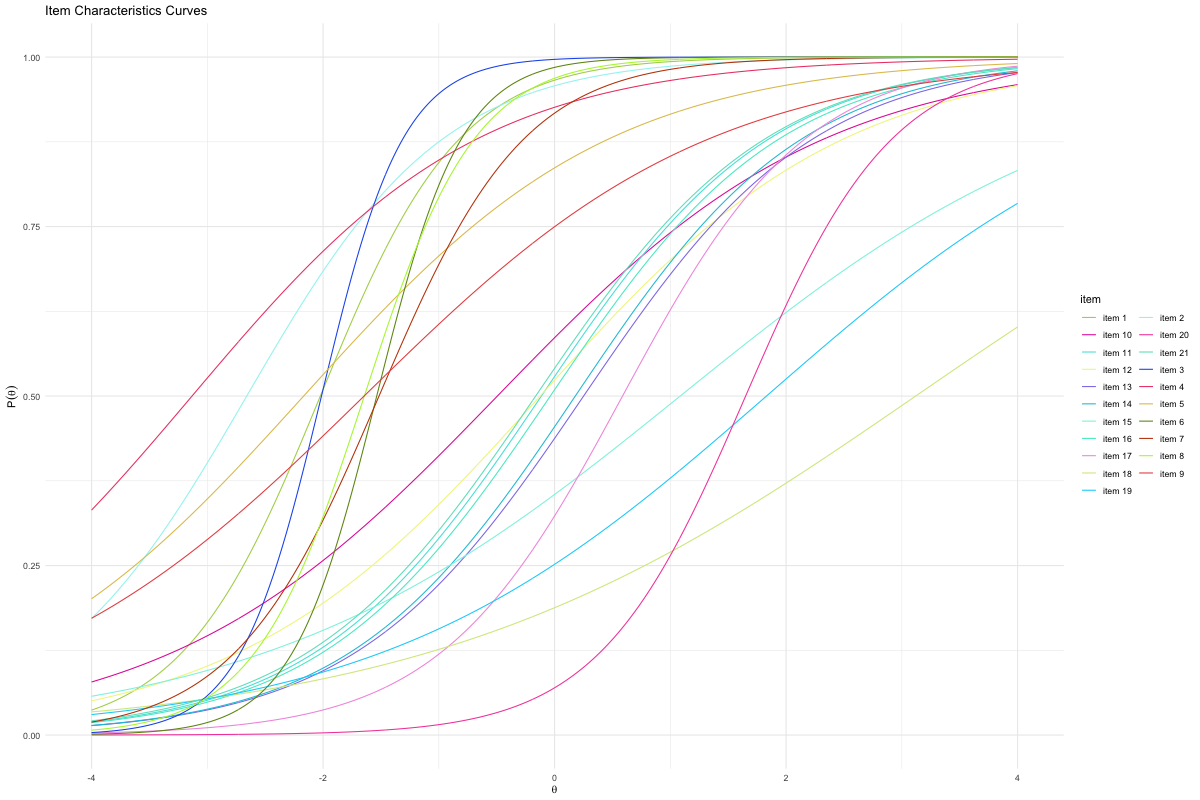 Item Characteristics Curves
P(θ)
1.00
0.75
0.50
0.25
0.00
-4
-2
0
2
4
θ
item
item 1
item 10
item 11
item 12
item 13
item 14
item 15
item 16
item 17
item 18
item 19
item 2
item 20
item 21
item 3
item 4
item 5
item 6
item 7
item 8
item 9